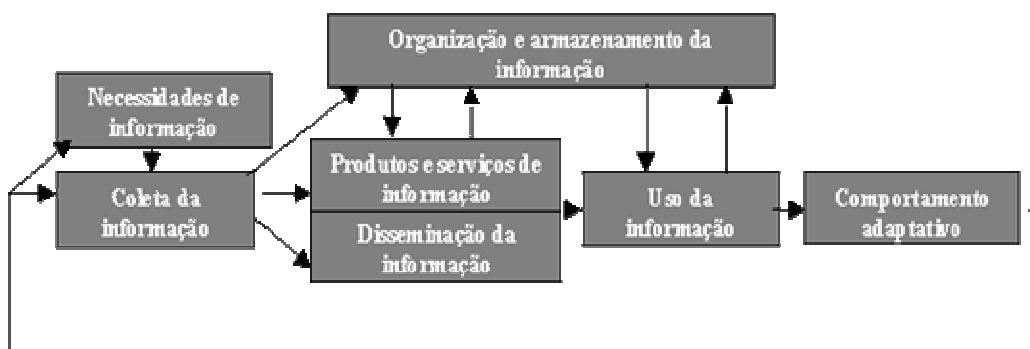 Organização e armazenamento da
informação
Necessidades de
informação
Coleta da
informação
Produtos e serviços de
informação
Disseminação da
informação
Uso da
informação
Comportamento
adaptativo